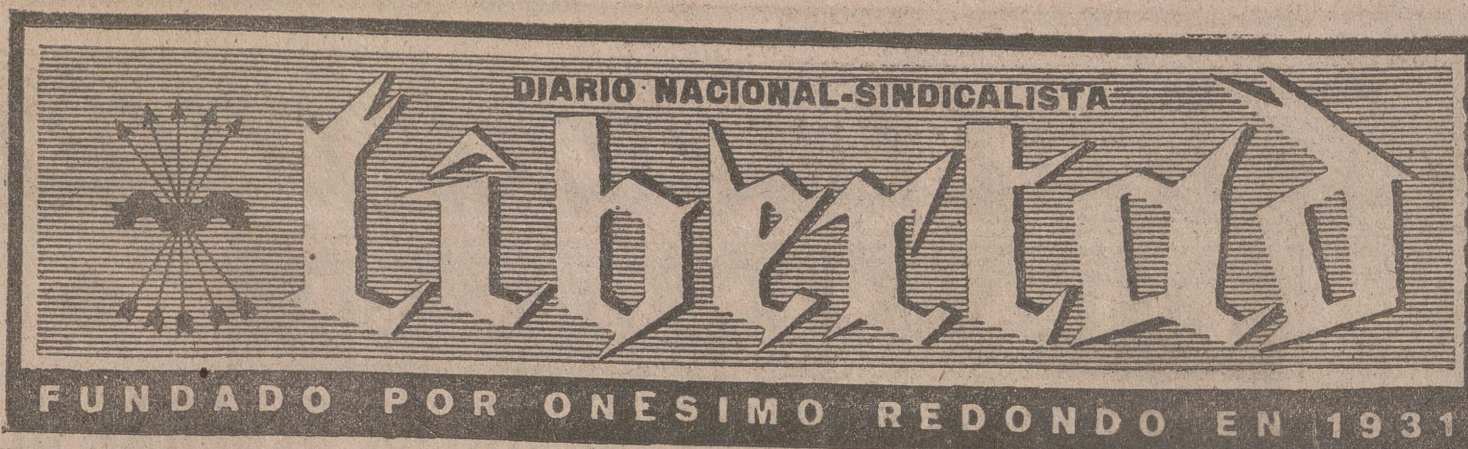 DIARIO NACIONAL-SINDICALISTA
Libertad
FUNDADO POR ONESIMO REDONDO EN 1931